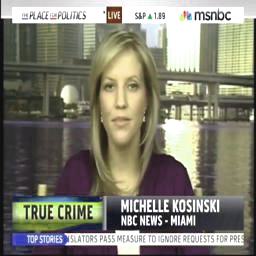 THE PLACE FOR POLITICS
LIVE
S&P ▲ 1.89
msnbc
TRUE CRIME
MICHELLE KOSINSKI
NBC NEWS - MIAMI
TOP STORIES
ISLATORS PASS MEASURE TO IGNORE REQUESTS FOR PRES